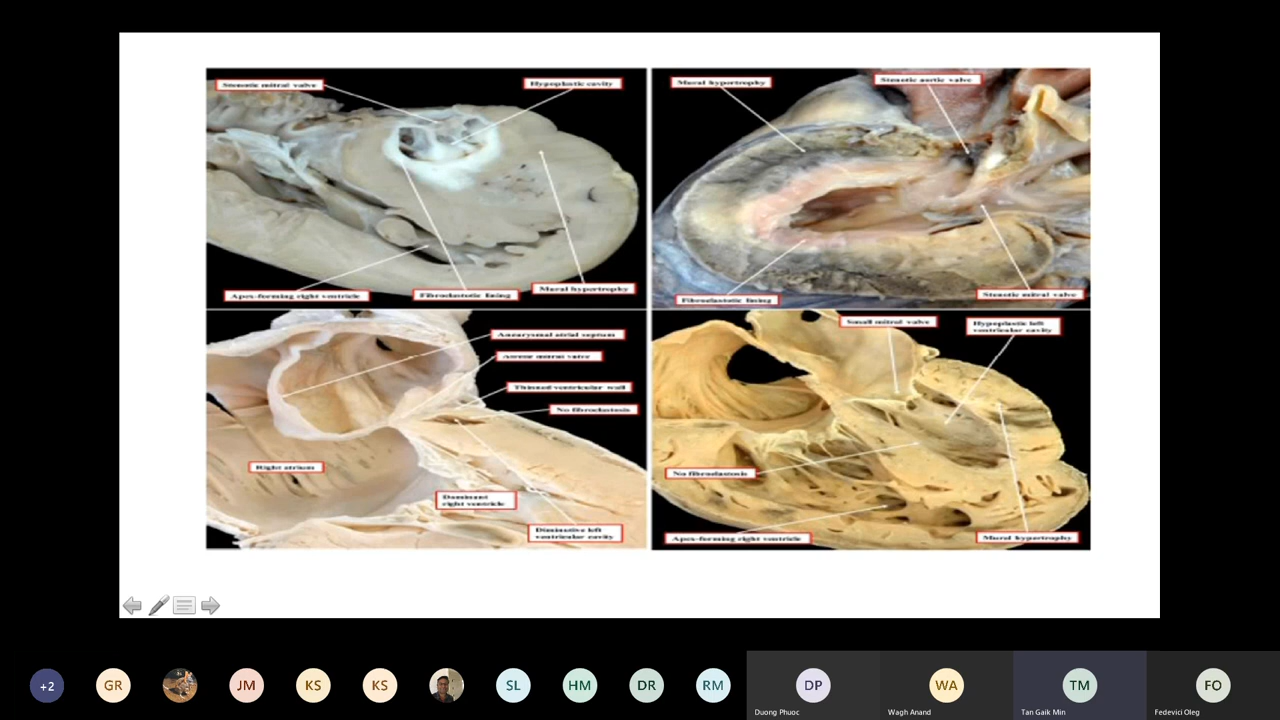 Stenotic mitral valve
Hypoplastic cavity
Apex-forming right ventricle
Fibroelastotic lining
Mural hypertrophy
Mural hypertrophy
Stenotic aortic valve
Fibroelastotic lining
Stenotic mitral valve
Aneurysmal atrial septum
mitral valve
Thinned ventricular wall
No fibroelastosis
Right atrium
Dominant
right ventricle
Diminutive left
ventricular cavity
Small mitral valve
Hypoplastic left
ventricular cavity
No fibroelastosis
Apex-forming right ventricle
Mural hypertrophy
+2
GR
JM
KS
KS
SL
HM
DR
RM
DP
WA
TM
FO
Duong Phuoc
Wagh Anand
Tan Gaik Min
Fedevici Oleg